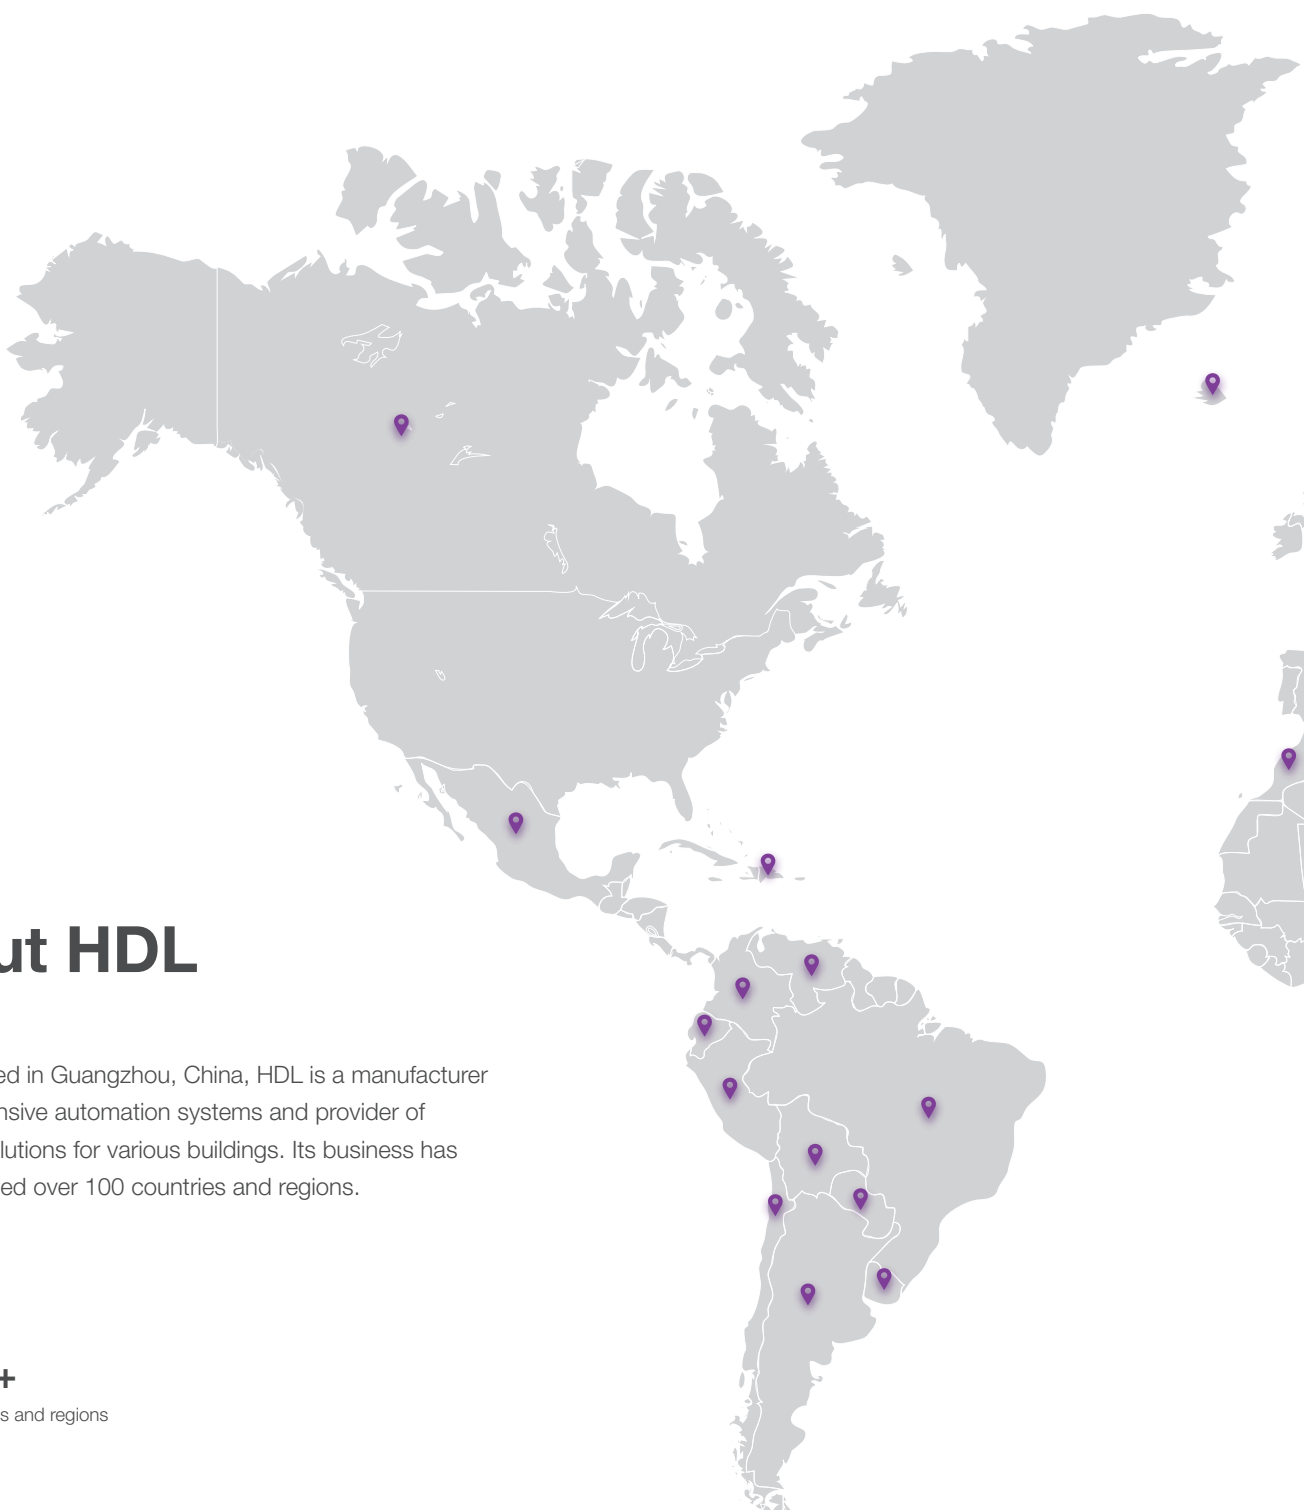 ut HDL
ed in Guangzhou, China, HDL is a manufacturer
nsive automation systems and provider of
lutions for various buildings. Its business has
ed over 100 countries and regions.
+
s and regions